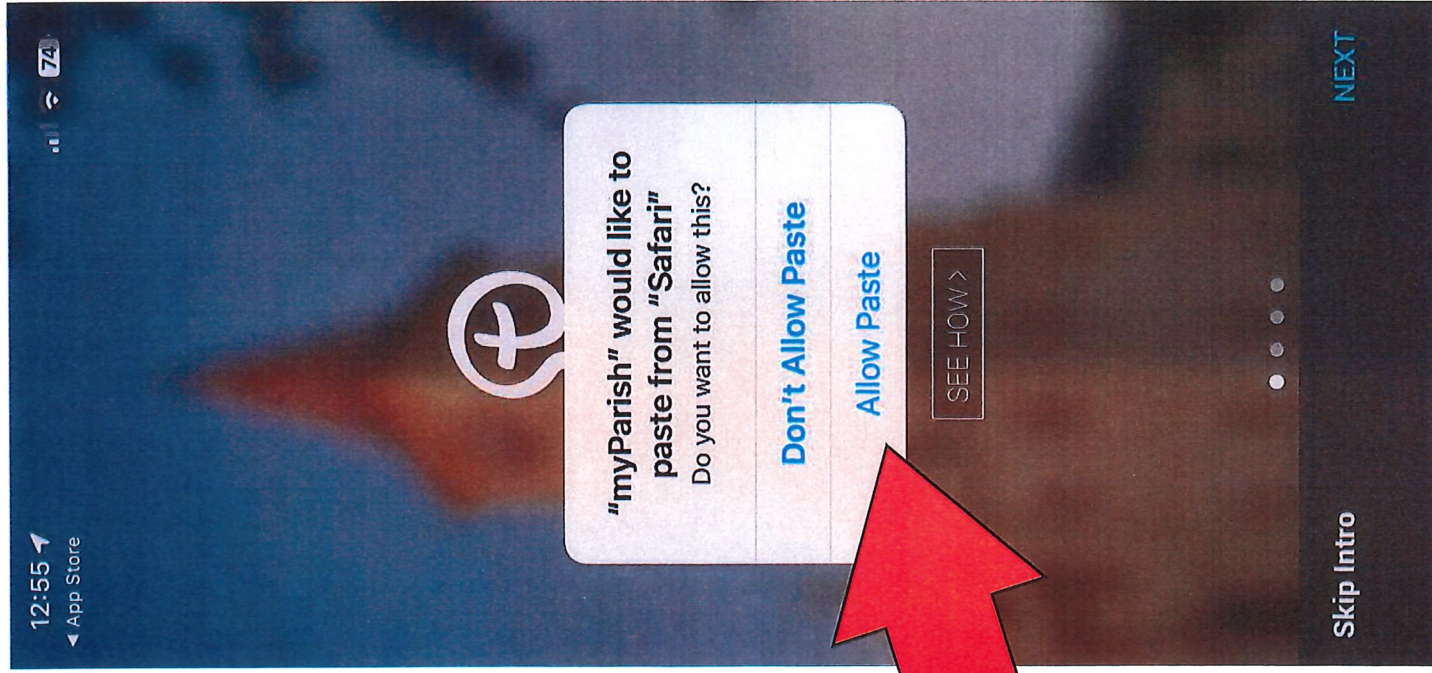 12:55
74
◀ App Store
"myParish" would like to
paste from "Safari"
Do you want to allow this?
Don't Allow Paste
Allow Paste
SEE HOW >
Skip Intro
NEXT